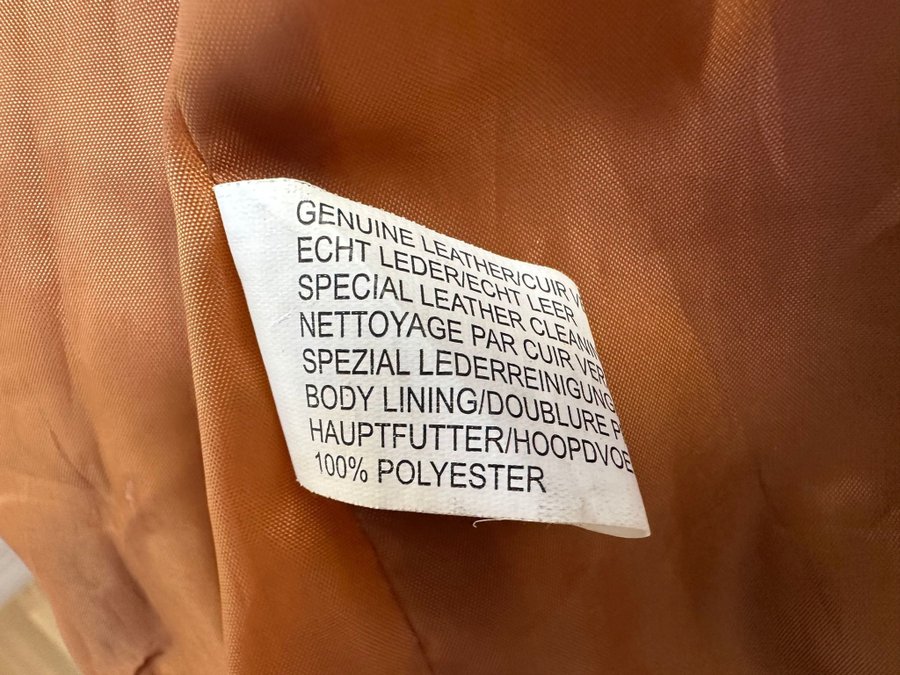 GENUINE LEATHER/CUIR
ECHT LEDER/ECHT LEER
SPECIAL LEATHER
NETTOYAGE PAR CUIR
SPEZIAL LEDERREINIGUNG
BODY LINING/DOUBLURE
HAUPTFUTTER/
100% POLYESTER